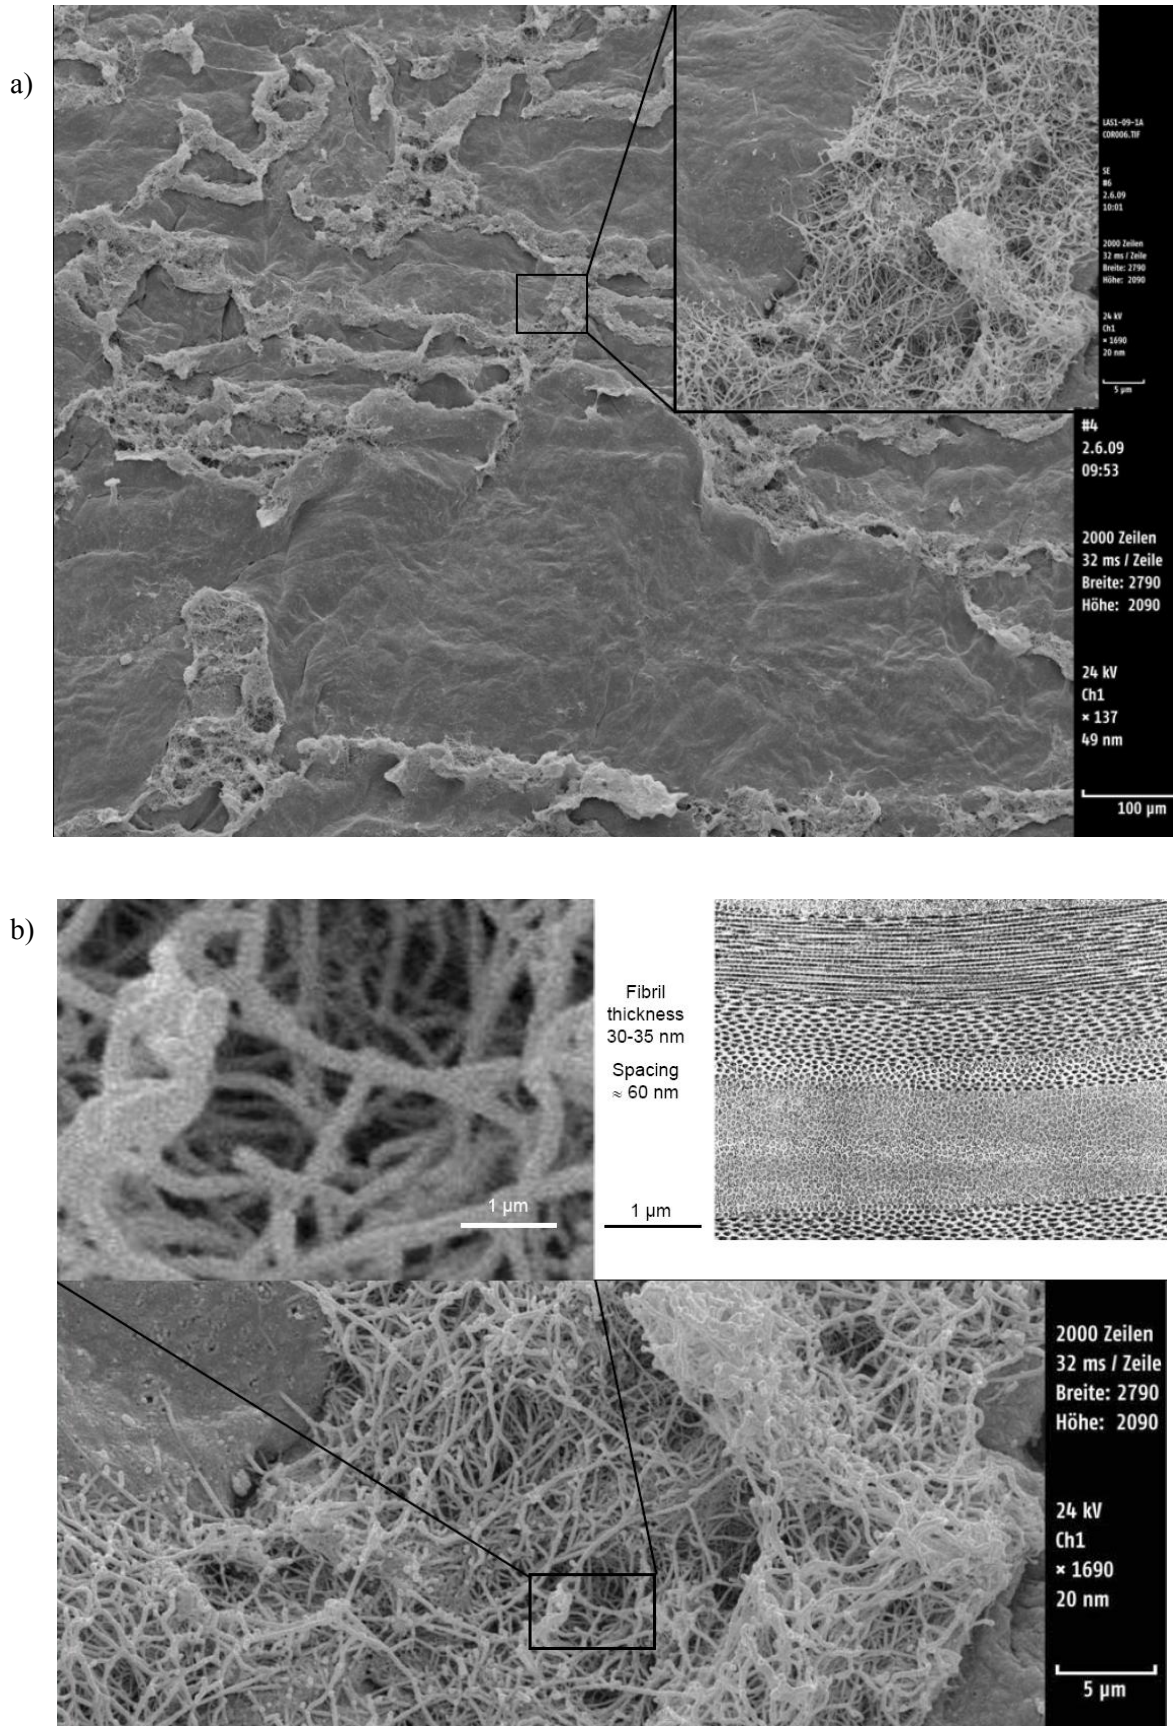 a)
LAS1-09-1A
COR006.TIF
SE
#6
2.6.09
10:01
2000 Zeilen
32 ms / Zeile
Breite: 2790
Höhe: 2090
24 kV
Ch1
× 1690
20 nm
5 µm
#4
2.6.09
09:53
2000 Zeilen
32 ms / Zeile
Breite: 2790
Höhe: 2090
24 kV
Ch1
× 137
49 nm
100 µm
b)
1 µm
Fibril
thickness
30-35 nm
Spacing
≈ 60 nm
1 µm
2000 Zeilen
32 ms / Zeile
Breite: 2790
Höhe: 2090
24 kV
Ch1
× 1690
20 nm
5 µm